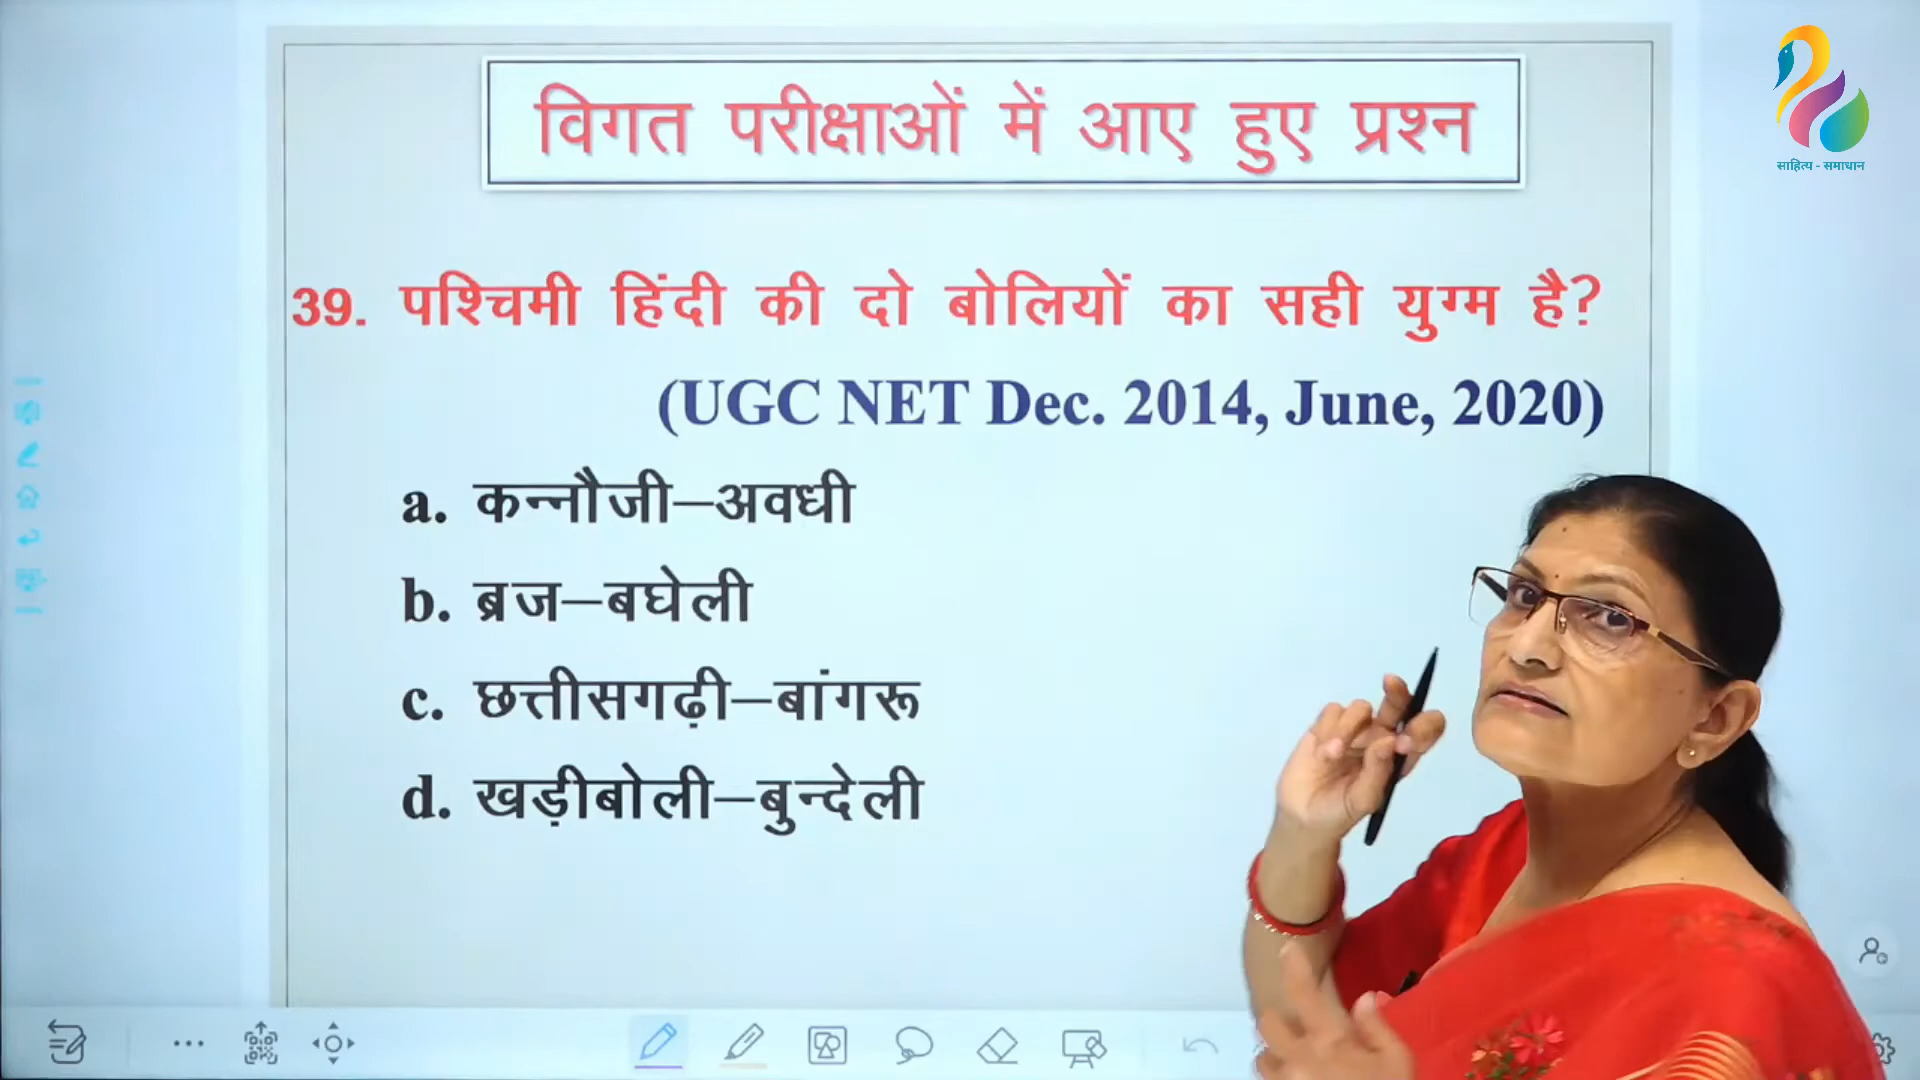 विगत परीक्षाओं में आए हुए प्रश्न
साहित्य - समाधान
39. पश्चिमी हिंदी की दो बोलियों का सही युग्म है?
(UGC NET Dec. 2014, June, 2020)
a. कन्नौजी–अवधी
b. ब्रज–बघेली
c. छत्तीसगढ़ी–बांगरू
d. खड़ीबोली–बुन्देली